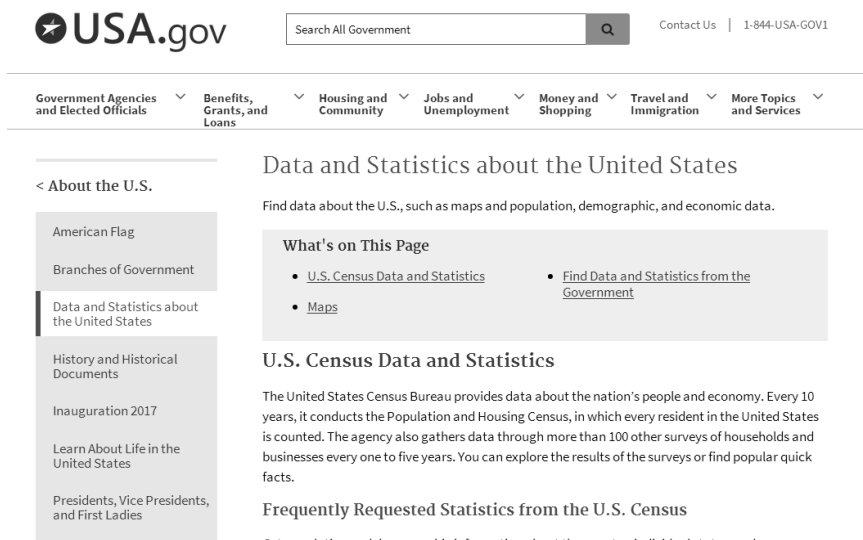 USA.gov
Search All Government
Contact Us | 1-844-USA-GOV1
Government Agencies
and Elected Officials
Benefits,
Grants, and
Loans
Housing and
Community
Jobs and
Unemployment
Money and
Shopping
Travel and
Immigration
More Topics
and Services
< About the U.S.
American Flag
Branches of Government
Data and Statistics about
the United States
History and Historical
Documents
Inauguration 2017
Learn About Life in the
United States
Presidents, Vice Presidents,
and First Ladies
Data and Statistics about the United States
Find data about the U.S., such as maps and population, demographic, and economic data.
What's on This Page
U.S. Census Data and Statistics
Maps
Find Data and Statistics from the
Government
U.S. Census Data and Statistics
The United States Census Bureau provides data about the nation's people and economy. Every 10
years, it conducts the Population and Housing Census, in which every resident in the United States
is counted. The agency also gathers data through more than 100 other surveys of households and
businesses every one to five years. You can explore the results of the surveys or find popular quick
facts.
Frequently Requested Statistics from the U.S. Census